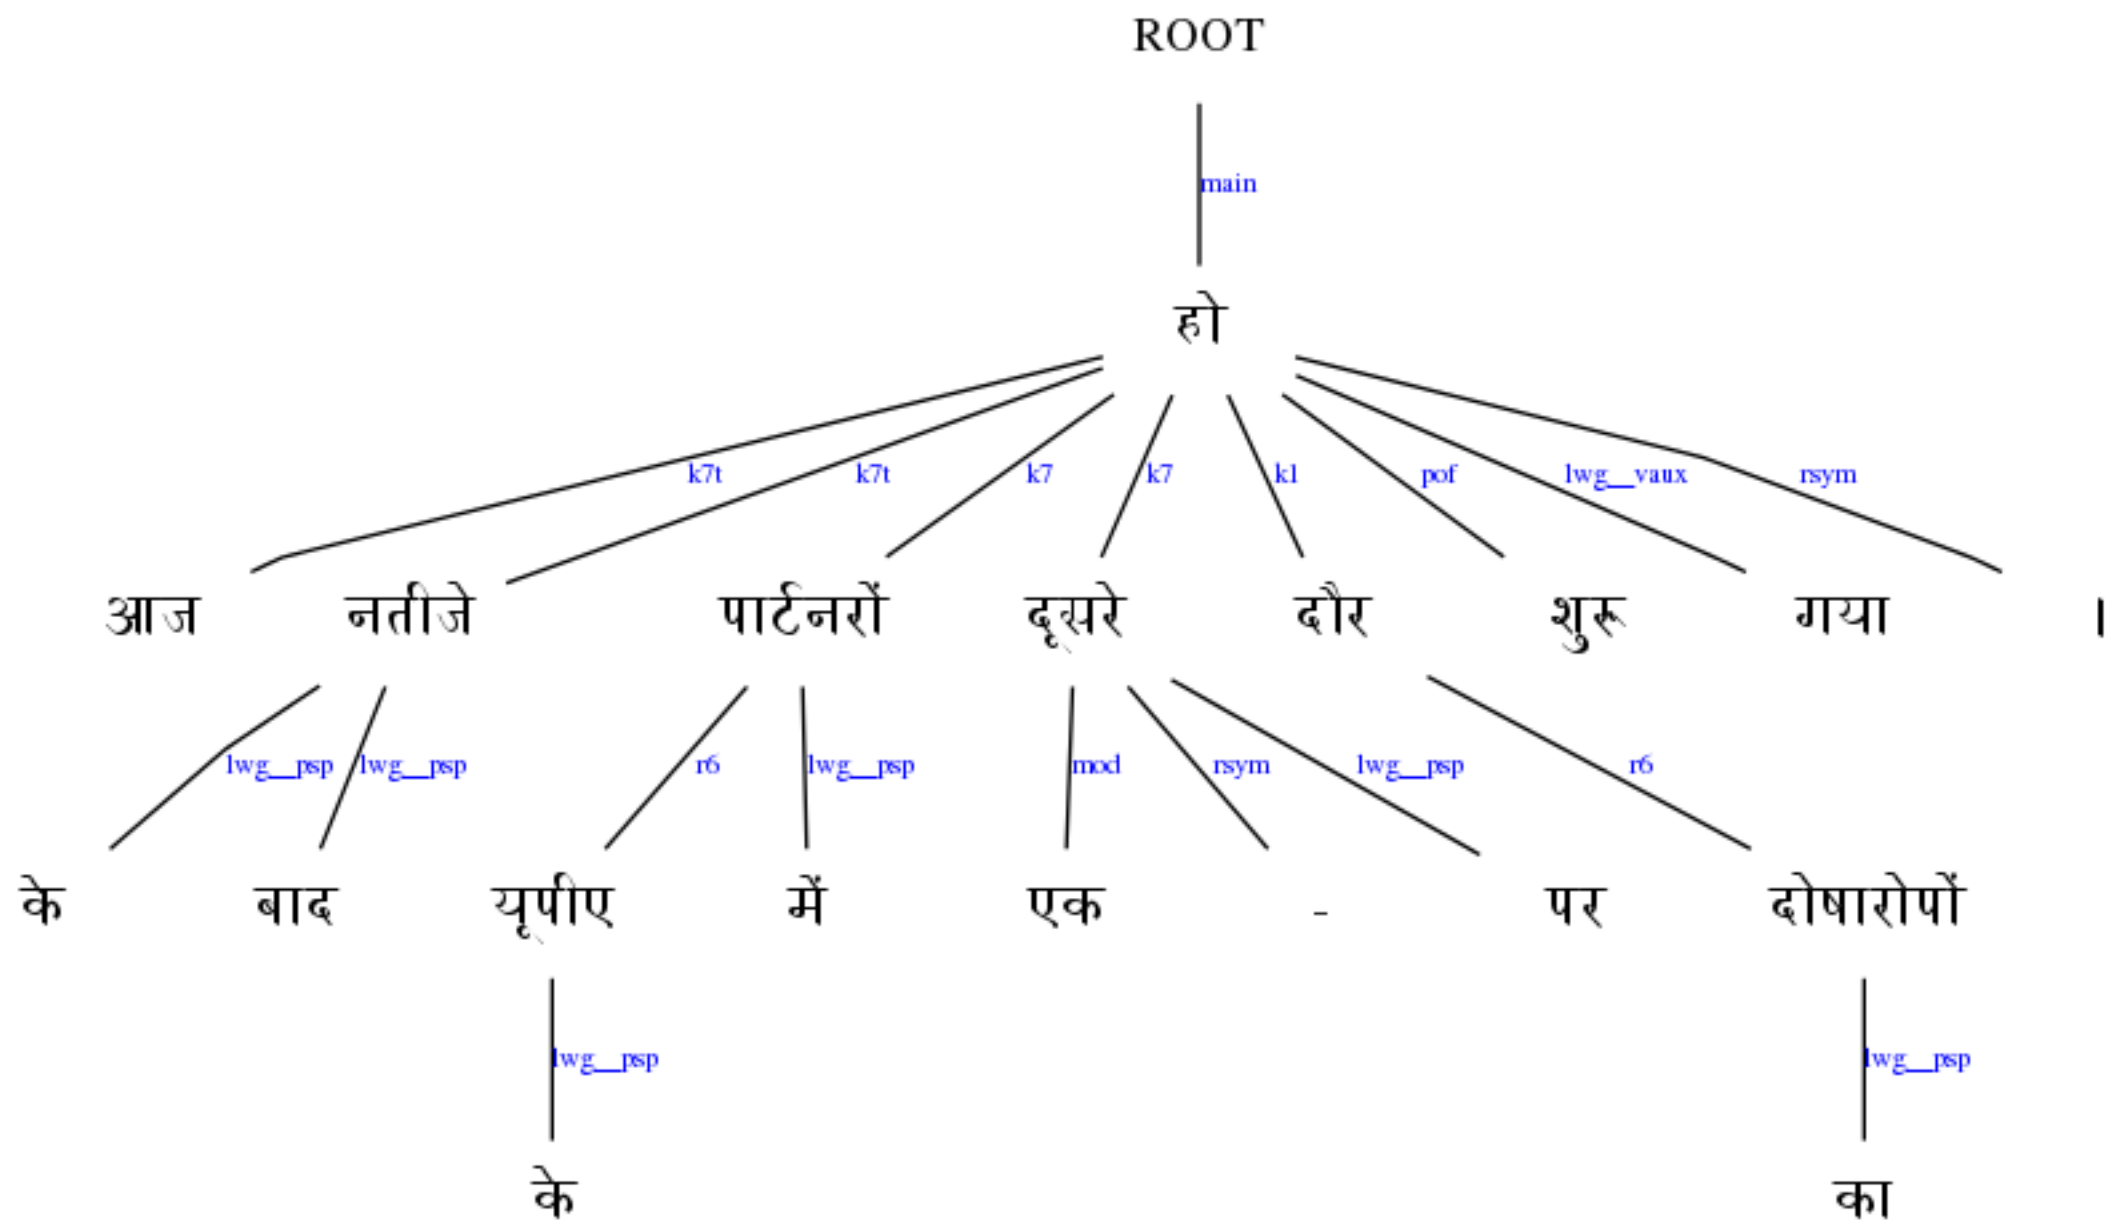 ROOT
main
हो
k7t k7t k7 k7 k1 pof lwg__vaux rsym
आज नतीजे पार्टनरों दूसरे दौर शुरू गया ।
lwg__psp lwg__psp r6 lwg__psp mod rsym lwg__psp r6
के बाद यूपीए में एक - पर दोषारोपों
lwg__psp lwg__psp
के का